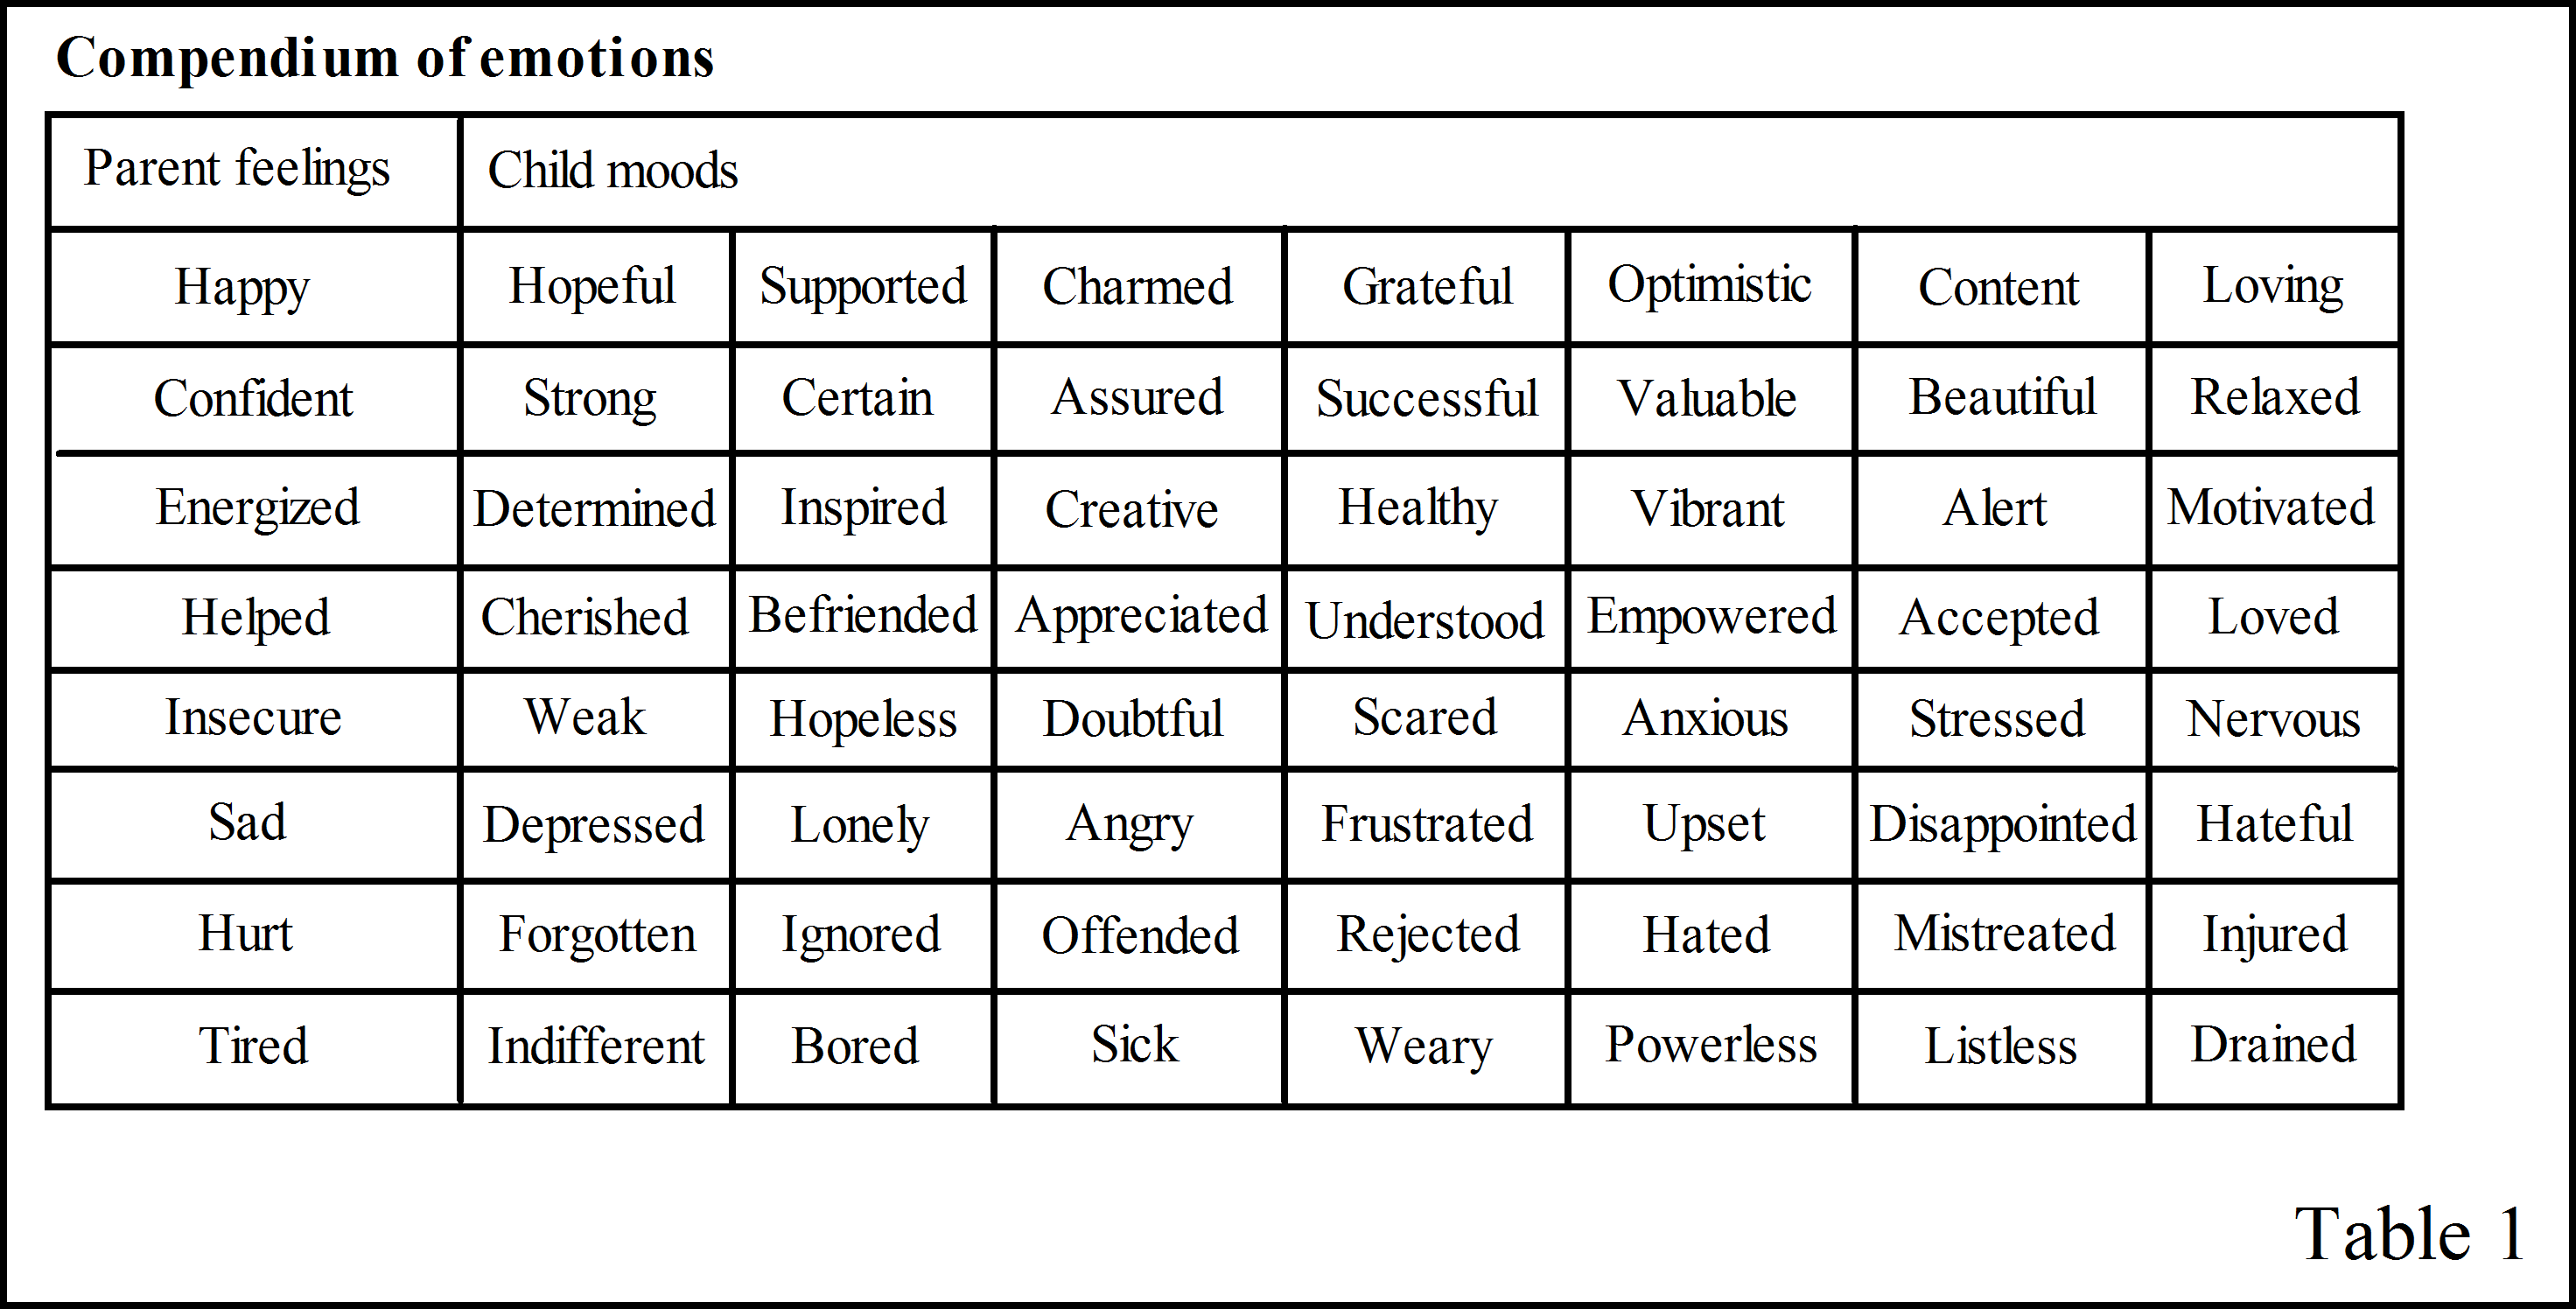 Compendium of emotions
Parent feelings Child moods
Happy Hopeful Supported Charmed Grateful Optimistic Content Loving
Confident Strong Certain Assured Successful Valuable Beautiful Relaxed
Energized Determined Inspired Creative Healthy Vibrant Alert Motivated
Helped Cherished Befriended Appreciated Understood Empowered Accepted Loved
Insecure Weak Hopeless Doubtful Scared Anxious Stressed Nervous
Sad Depressed Lonely Angry Frustrated Upset Disappointed Hateful
Hurt Forgotten Ignored Offended Rejected Hated Mistreated Injured
Tired Indifferent Bored Sick Weary Powerless Listless Drained
Table 1